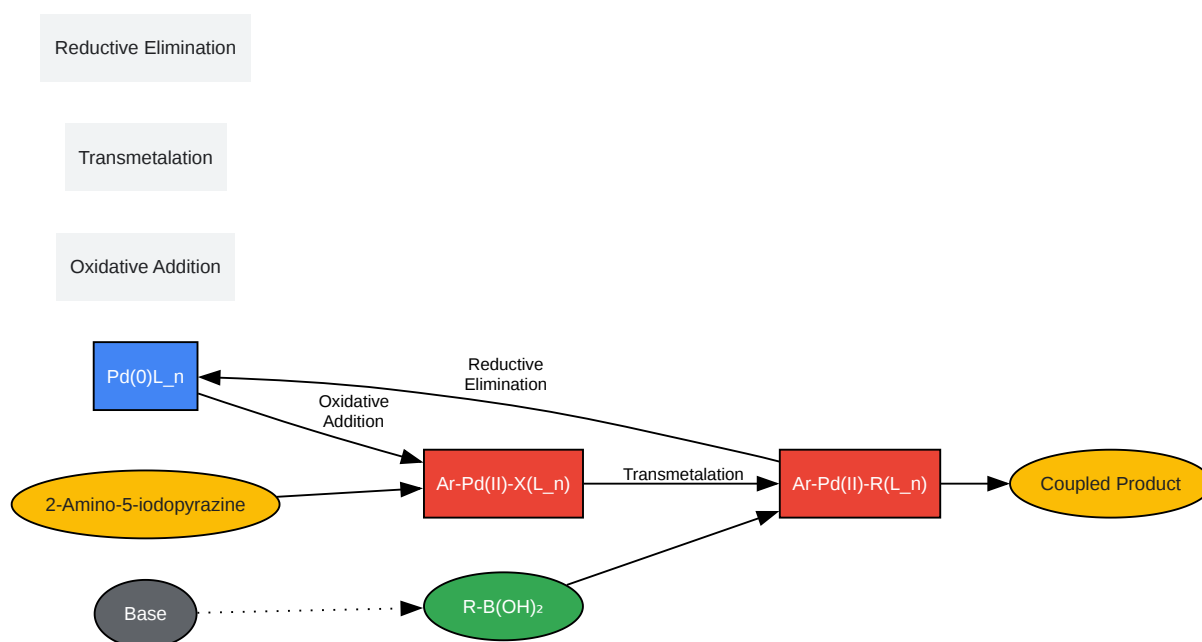 Reductive Elimination
Transmetalation
Oxidative Addition
Pd(0)L_n
Reductive
Elimination
Oxidative
Addition
2-Amino-5-iodopyrazine
Ar-Pd(II)-X(L_n)
Transmetalation
Ar-Pd(II)-R(L_n)
Coupled Product
Base
R-B(OH)₂